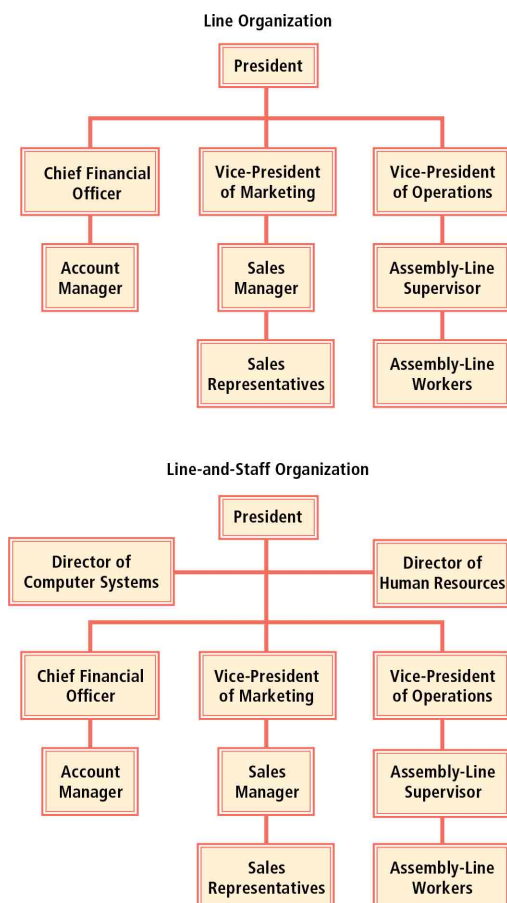 Line Organization
President
Chief Financial
Officer
Vice-President
of Marketing
Vice-President
of Operations
Account
Manager
Sales
Manager
Assembly-Line
Supervisor
Sales
Representatives
Assembly-Line
Workers
Line-and-Staff Organization
President
Director of
Computer Systems
Director of
Human Resources
Chief Financial
Officer
Vice-President
of Marketing
Vice-President
of Operations
Account
Manager
Sales
Manager
Assembly-Line
Supervisor
Sales
Representatives
Assembly-Line
Workers